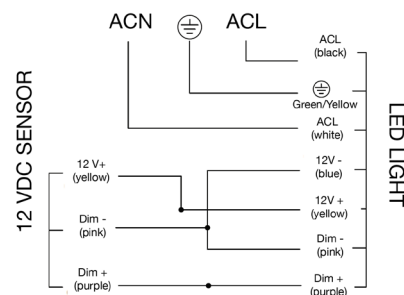 ACN
ACL
ACL
(black)
Green/Yellow
ACL
(white)
12V -
(blue)
12V +
(yellow)
Dim -
(pink)
Dim +
(purple)
LED LIGHT
12 VDC SENSOR
12 V+
(yellow)
Dim -
(pink)
Dim +
(purple)